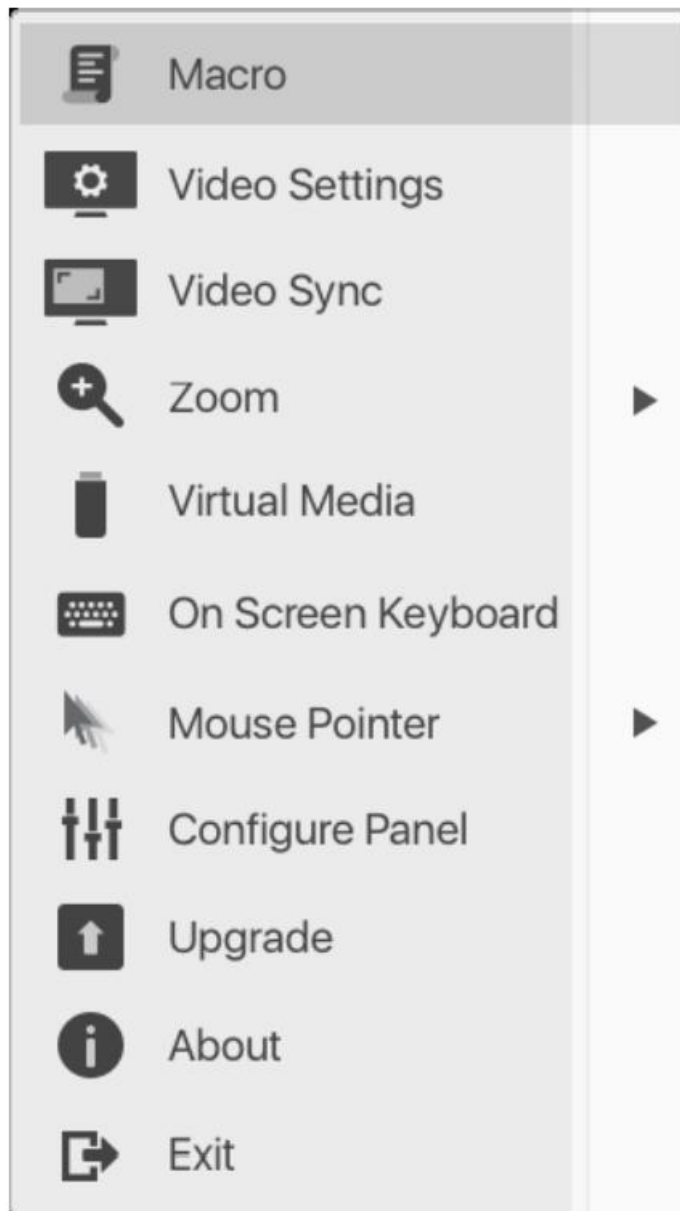 Macro
Video Settings
Video Sync
Zoom
Virtual Media
On Screen Keyboard
Mouse Pointer
Configure Panel
Upgrade
About
Exit